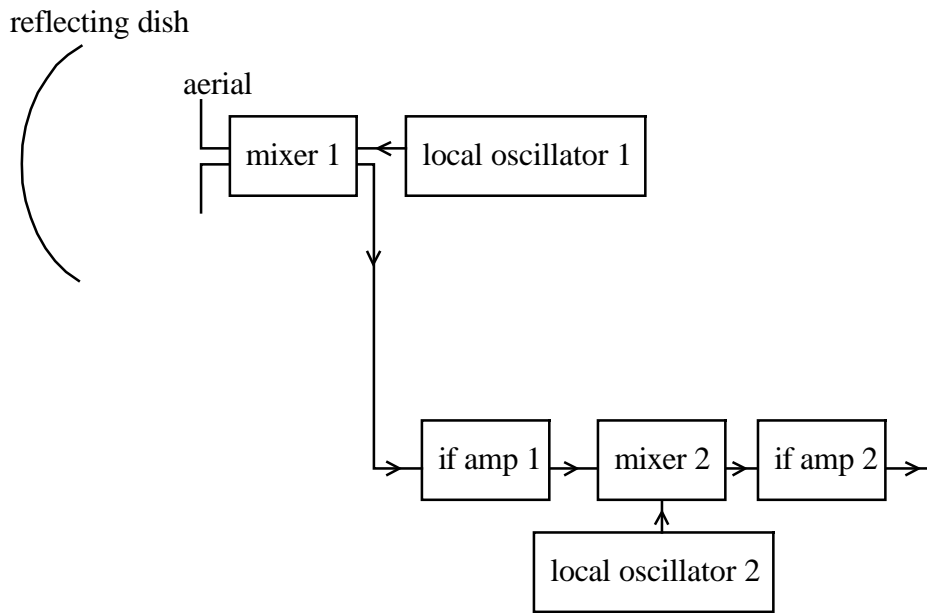 reflecting dish
aerial
mixer 1
local oscillator 1
if amp 1
mixer 2
if amp 2
local oscillator 2